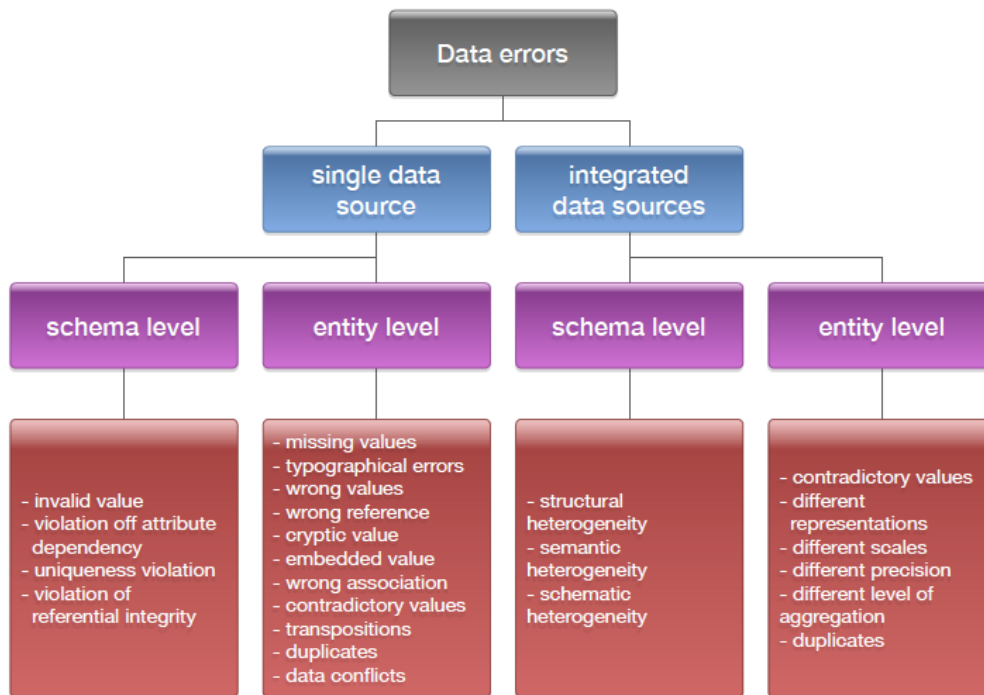 Data errors
single data
source
integrated
data sources
schema level
entity level
schema level
entity level
- invalid value
- violation off attribute
dependency
- uniqueness violation
- violation of
referential integrity
- missing values
- typographical errors
- wrong values
- wrong reference
- cryptic value
- embedded value
- wrong association
- contradictory values
- transpositions
- duplicates
- data conflicts
- structural
heterogeneity
- semantic
heterogeneity
- schematic
heterogeneity
- contradictory values
- different
representations
- different scales
- different precision
- different level of
aggregation
- duplicates